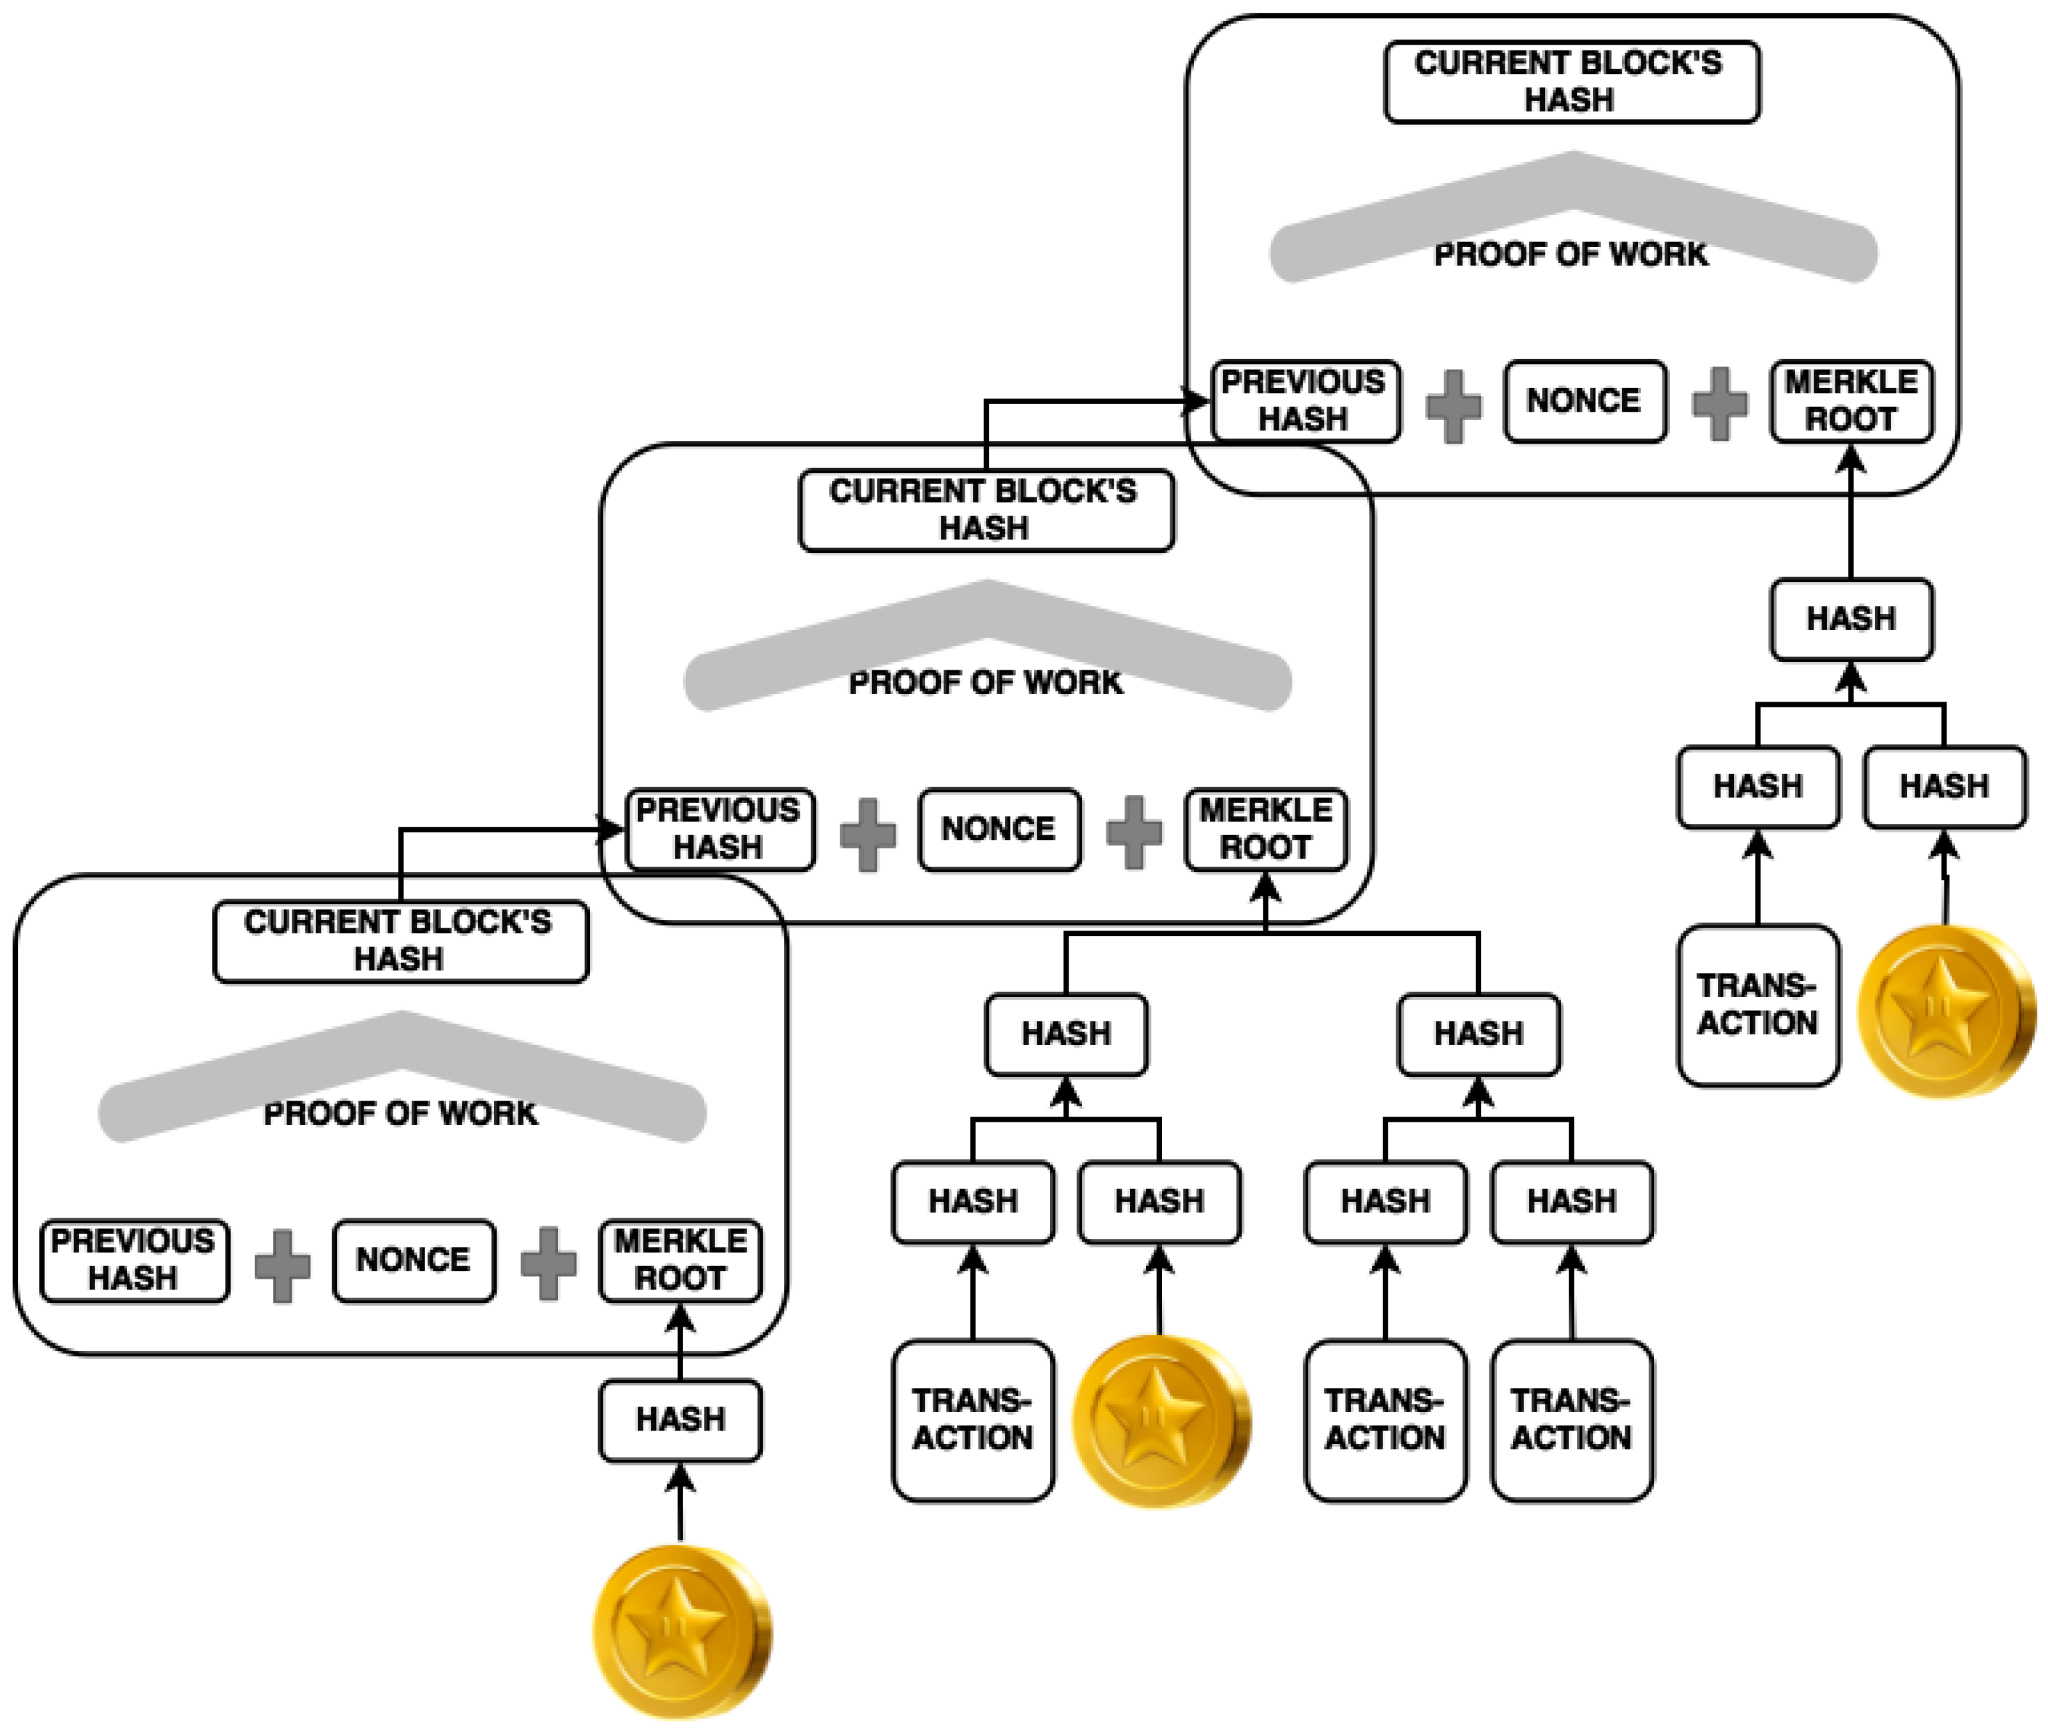 CURRENT BLOCK'S
HASH
PROOF OF WORK
PREVIOUS
HASH
NONCE
MERKLE
ROOT
CURRENT BLOCK'S
HASH
HASH
PROOF OF WORK
HASH
HASH
PREVIOUS
HASH
NONCE
MERKLE
ROOT
CURRENT BLOCK'S
HASH
TRANS-
ACTION
HASH
HASH
PROOF OF WORK
HASH
HASH
HASH
HASH
PREVIOUS
HASH
NONCE
MERKLE
ROOT
HASH
TRANS-
ACTION
TRANS-
ACTION
TRANS-
ACTION